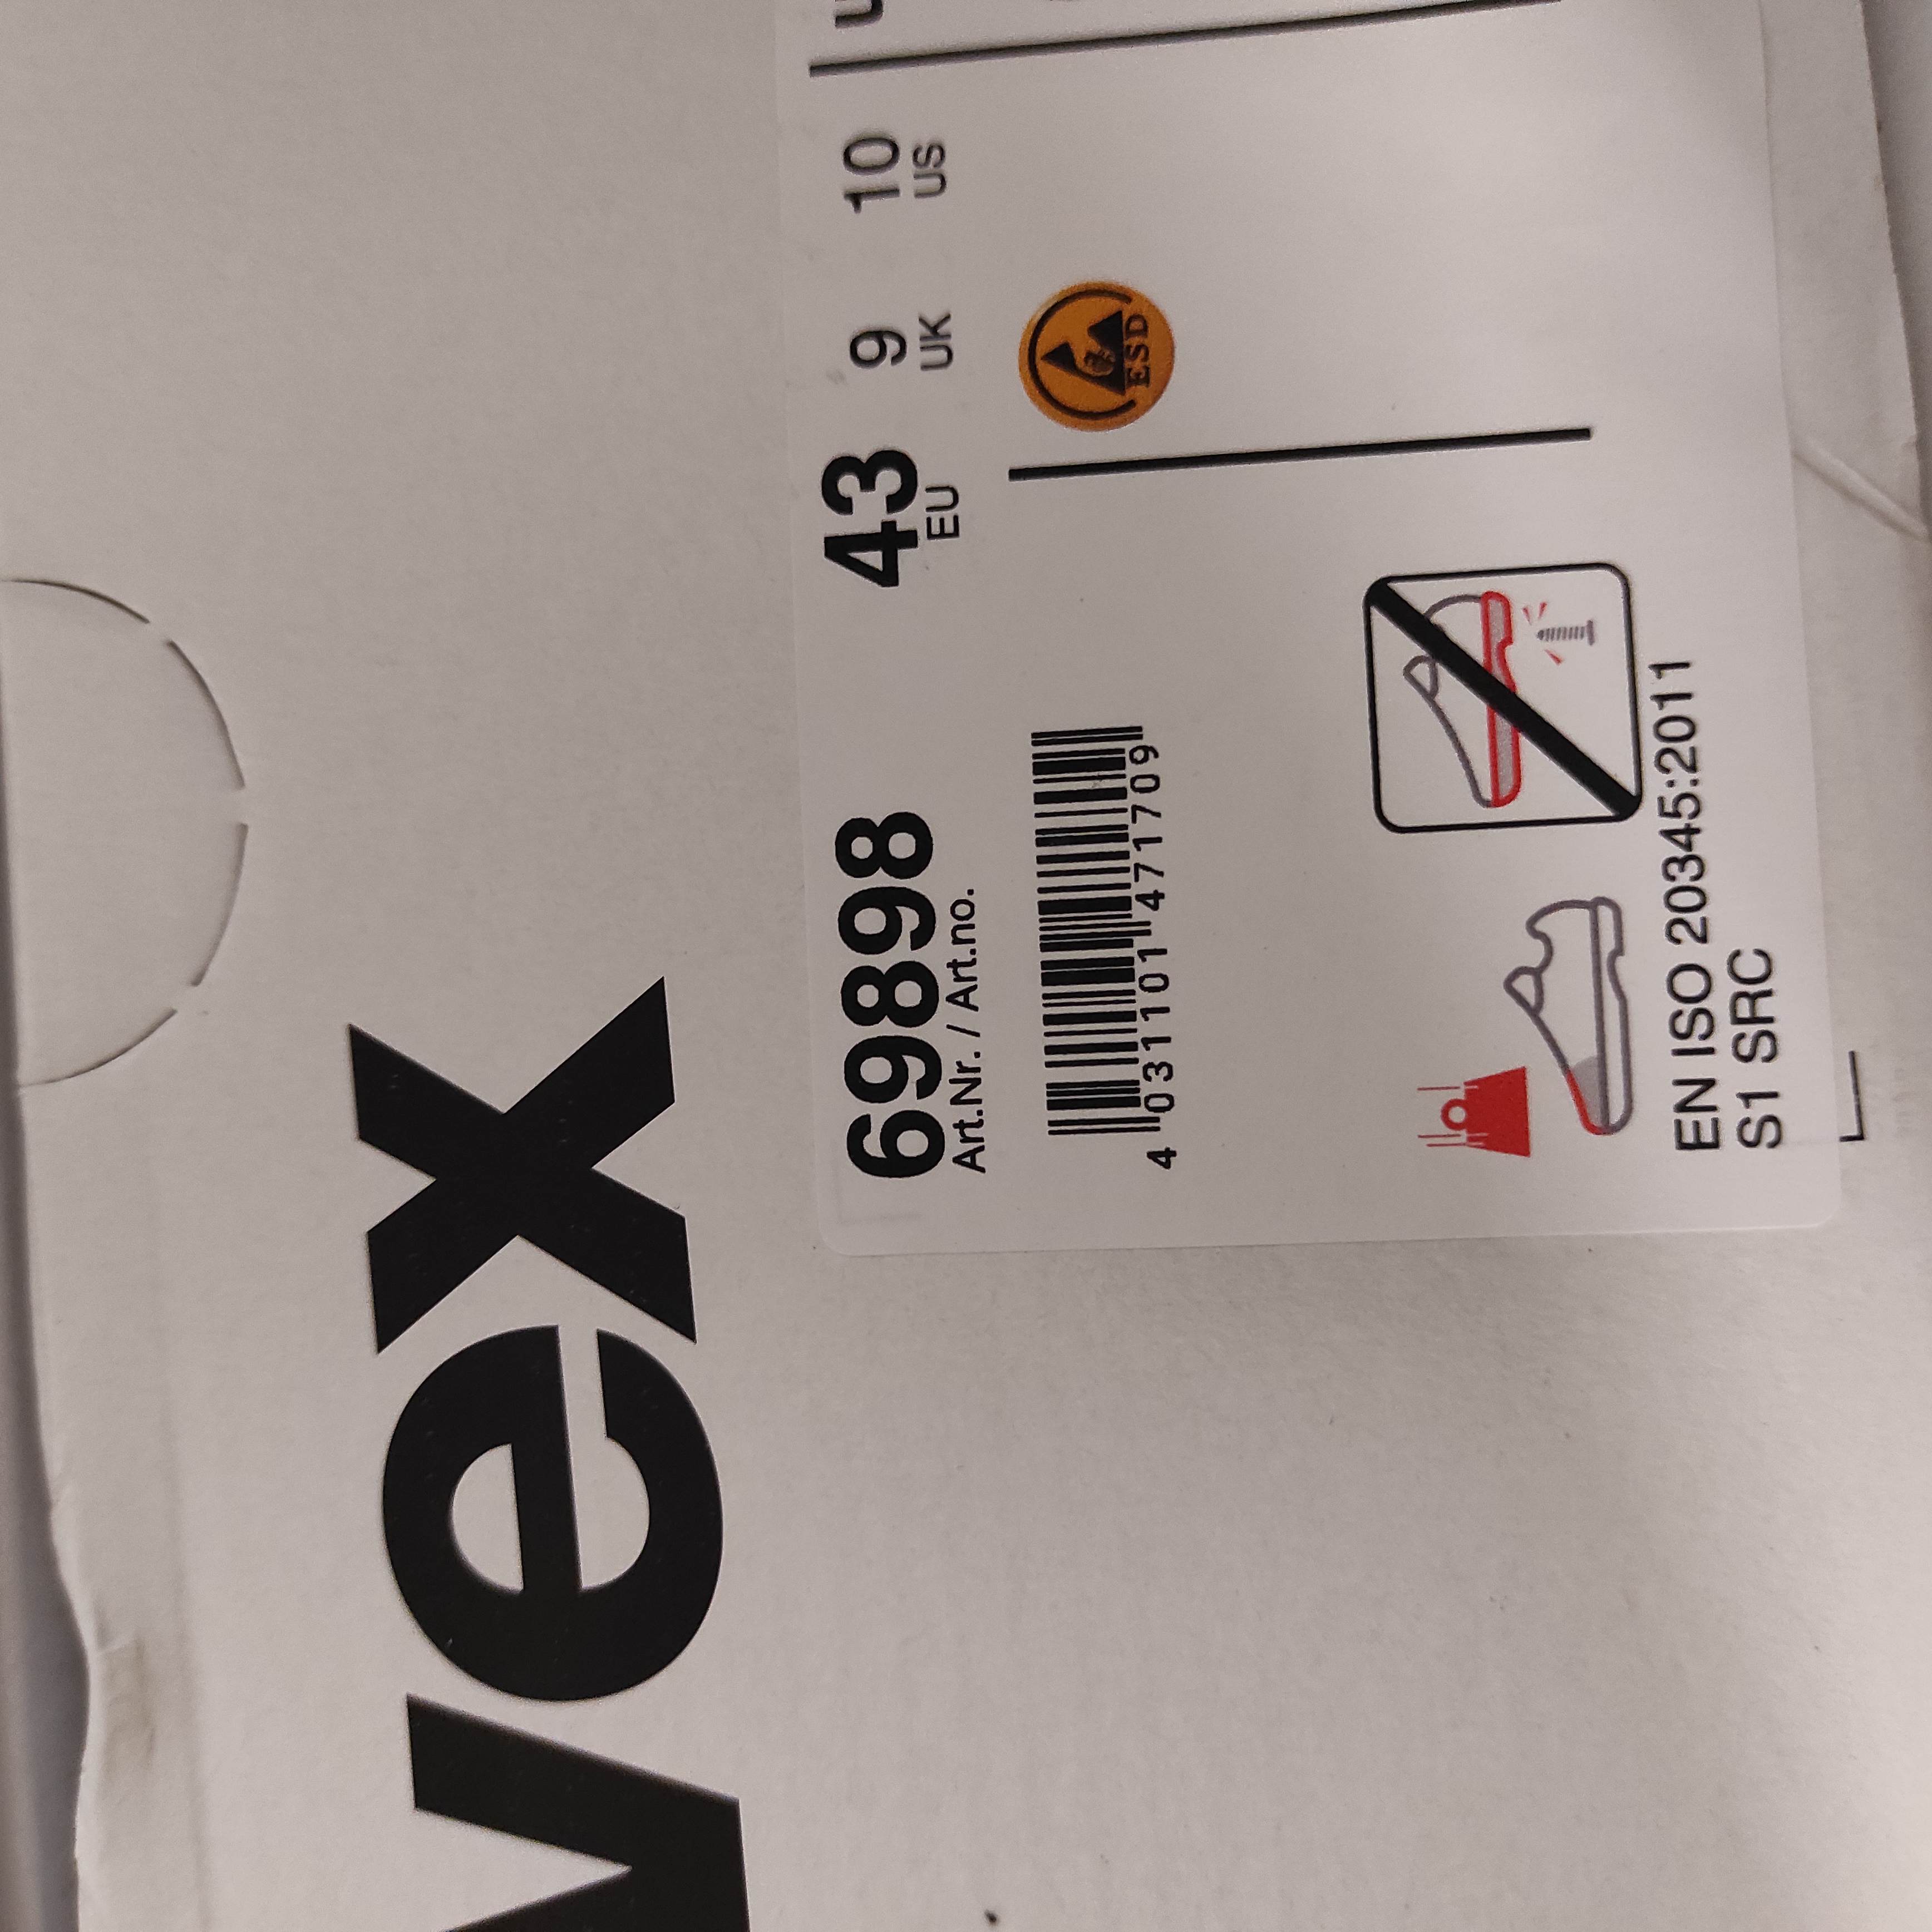 vex
69898 43 9 10
Art.Nr. / Art.no. EU UK US
4 031101 471709
ESD
EN ISO 20345:2011
S1 SRC